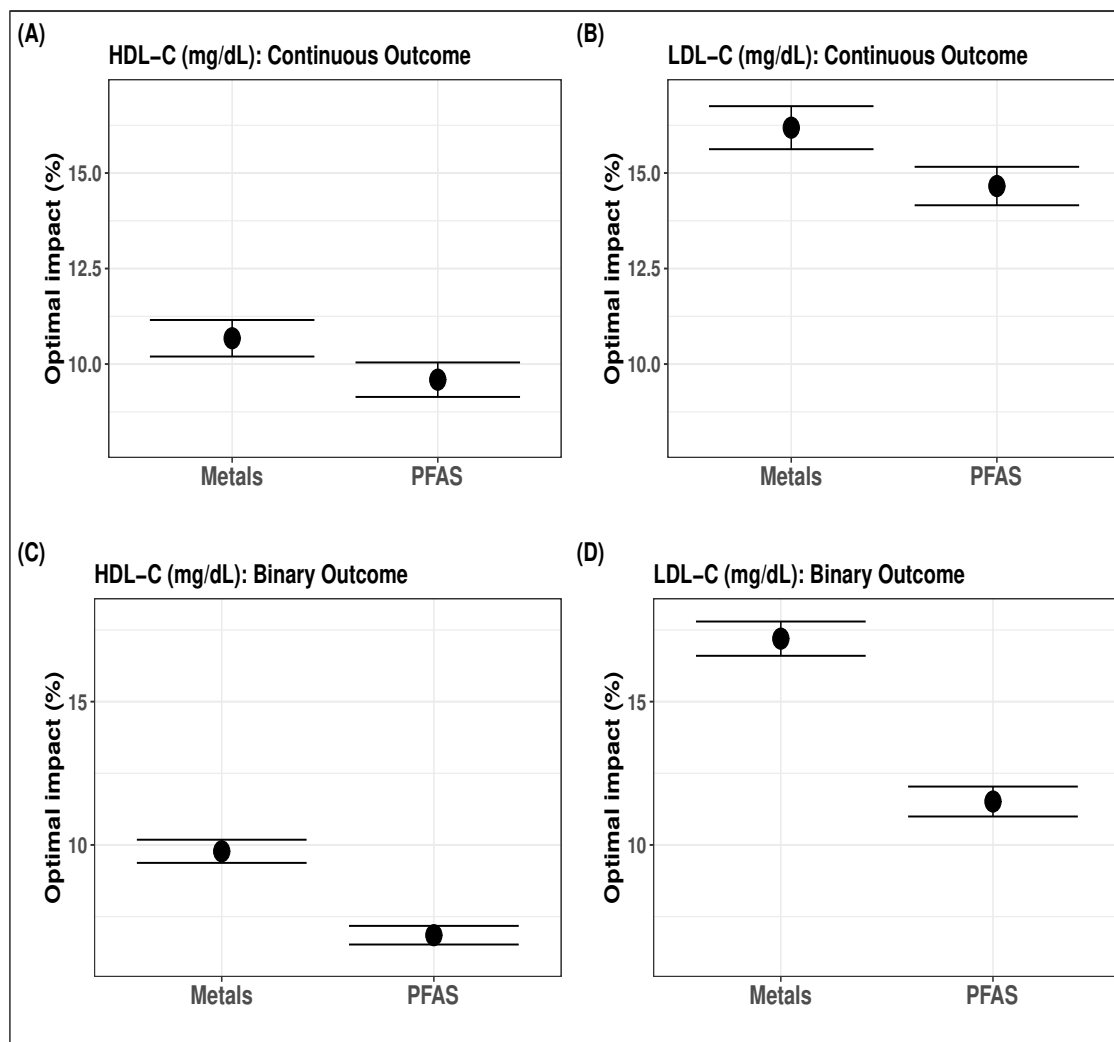 (A)
HDL−C (mg/dL): Continuous Outcome
Optimal impact (%)
15.0
12.5
10.0
Metals
PFAS
(B)
LDL−C (mg/dL): Continuous Outcome
Optimal impact (%)
15.0
12.5
10.0
Metals
PFAS
(C)
HDL−C (mg/dL): Binary Outcome
Optimal impact (%)
15
10
Metals
PFAS
(D)
LDL−C (mg/dL): Binary Outcome
Optimal impact (%)
15
10
Metals
PFAS